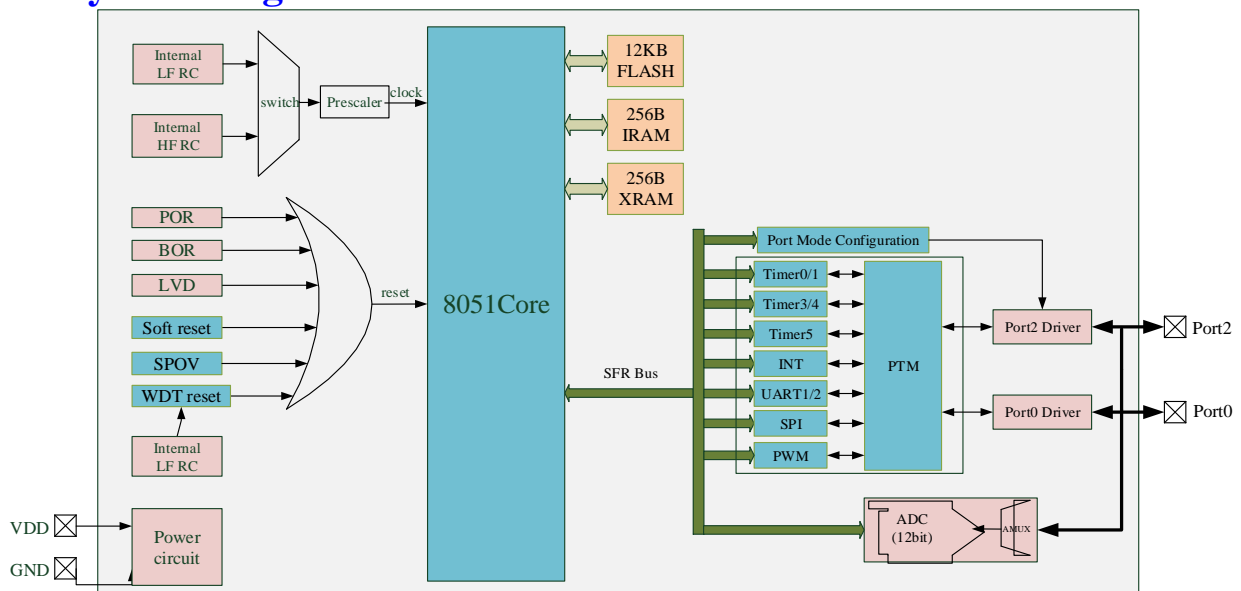 Internal
LF RC
Internal
HF RC
switch
Prescaler
clock
POR
BOR
LVD
Soft reset
SPOV
WDT reset
Internal
LF RC
reset
VDD
GND
Power
circuit
8051Core
12KB
FLASH
256B
IRAM
256B
XRAM
SFR Bus
Port Mode Configuration
Timer0/1
Timer3/4
Timer5
INT
UART1/2
SPI
PWM
PTM
Port2 Driver
Port2
Port0 Driver
Port0
ADC
(12bit)
AMUX